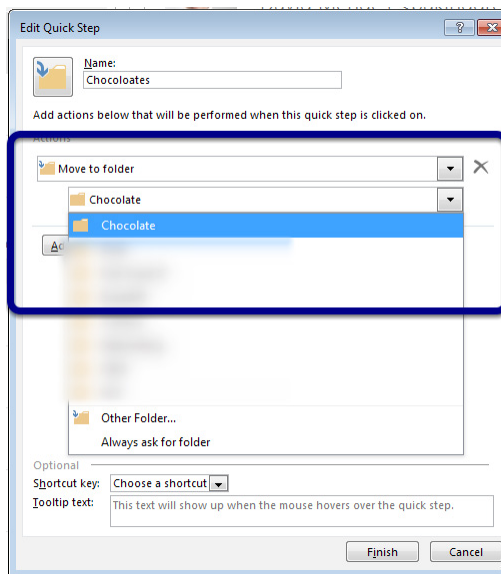 Edit Quick Step
?
Name:
Chocoloates
Add actions below that will be performed when this quick step is clicked on.
Actions
Move to folder
Chocolate
Chocolate
Other Folder...
Always ask for folder
Optional
Shortcut key: Choose a shortcut
Tooltip text: This text will show up when the mouse hovers over the quick step.
Finish Cancel